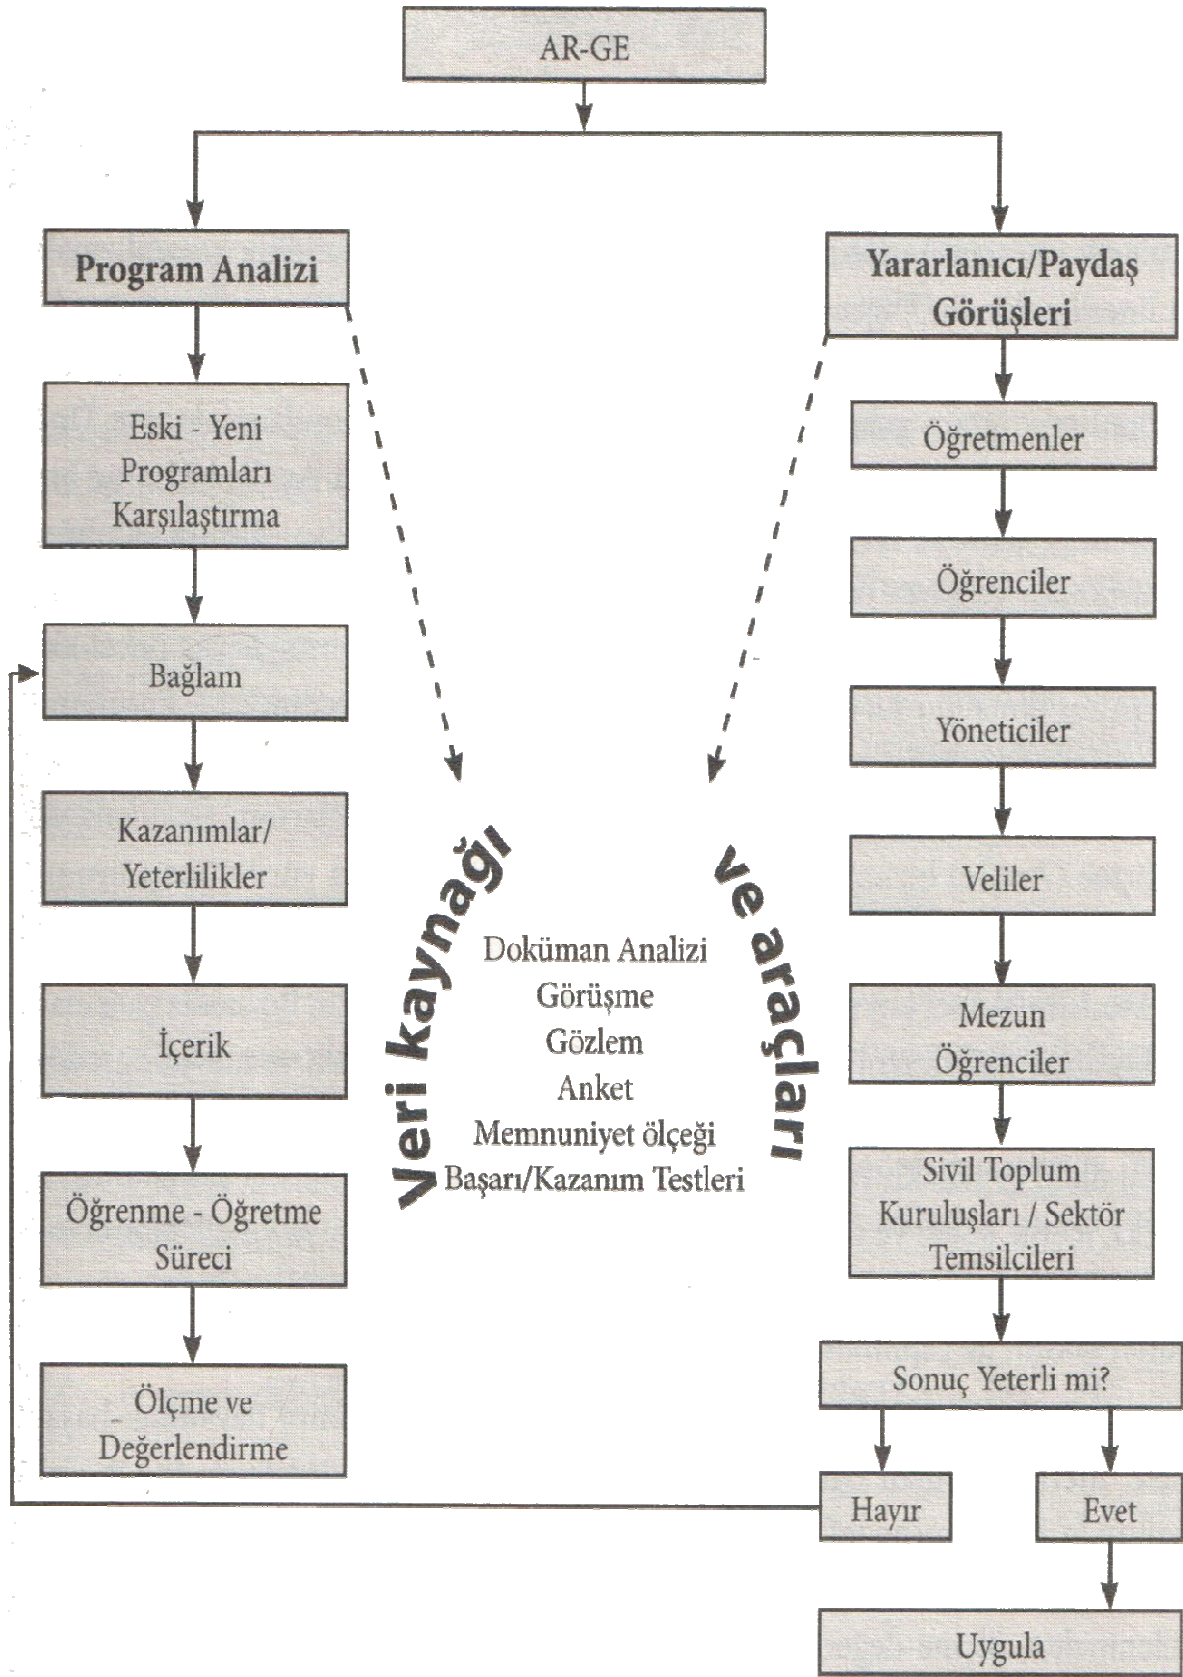 AR-GE
Program Analizi
Eski - Yeni
Programları
Karşılaştırma
Bağlam
Kazanımlar/
Yeterlilikler
İçerik
Öğrenme - Öğretme
Süreci
Ölçme ve
Değerlendirme
Veri kaynağı
ve araçları
Doküman Analizi
Görüşme
Gözlem
Anket
Memnuniyet ölçeği
Başarı/Kazanım Testleri
Yararlanıcı/Paydaş
Görüşleri
Öğretmenler
Öğrenciler
Yöneticiler
Veliler
Mezun
Öğrenciler
Sivil Toplum
Kuruluşları / Sektör
Temsilcileri
Sonuç Yeterli mi?
Hayır
Evet
Uygula